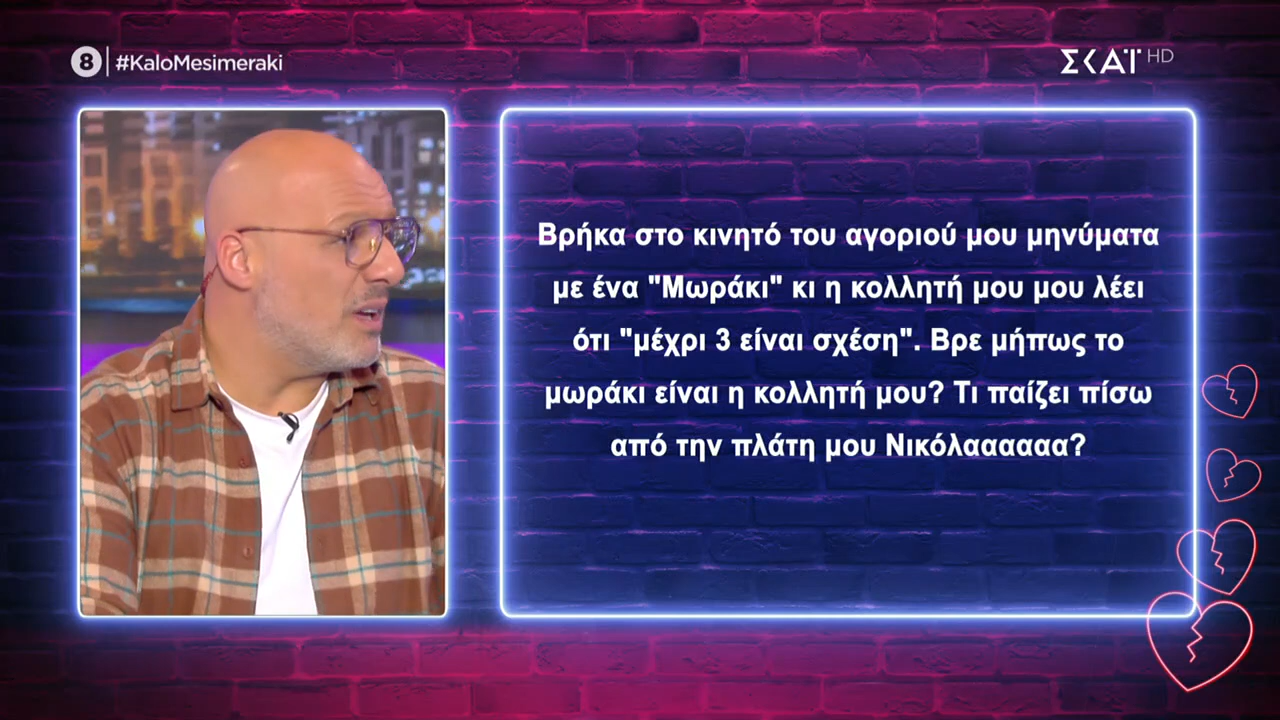 8 #KaloMesimeraki
ΣΚΑΪ HD
Βρήκα στο κινητό του αγοριού μου μηνύματα
με ένα "Μωράκι" κι η κολλητή μου μου λέει
ότι "μέχρι 3 είναι σχέση". Βρε μήπως το
μωράκι είναι η κολλητή μου? Τι παίζει πίσω
από την πλάτη μου Νικόλαααααα?